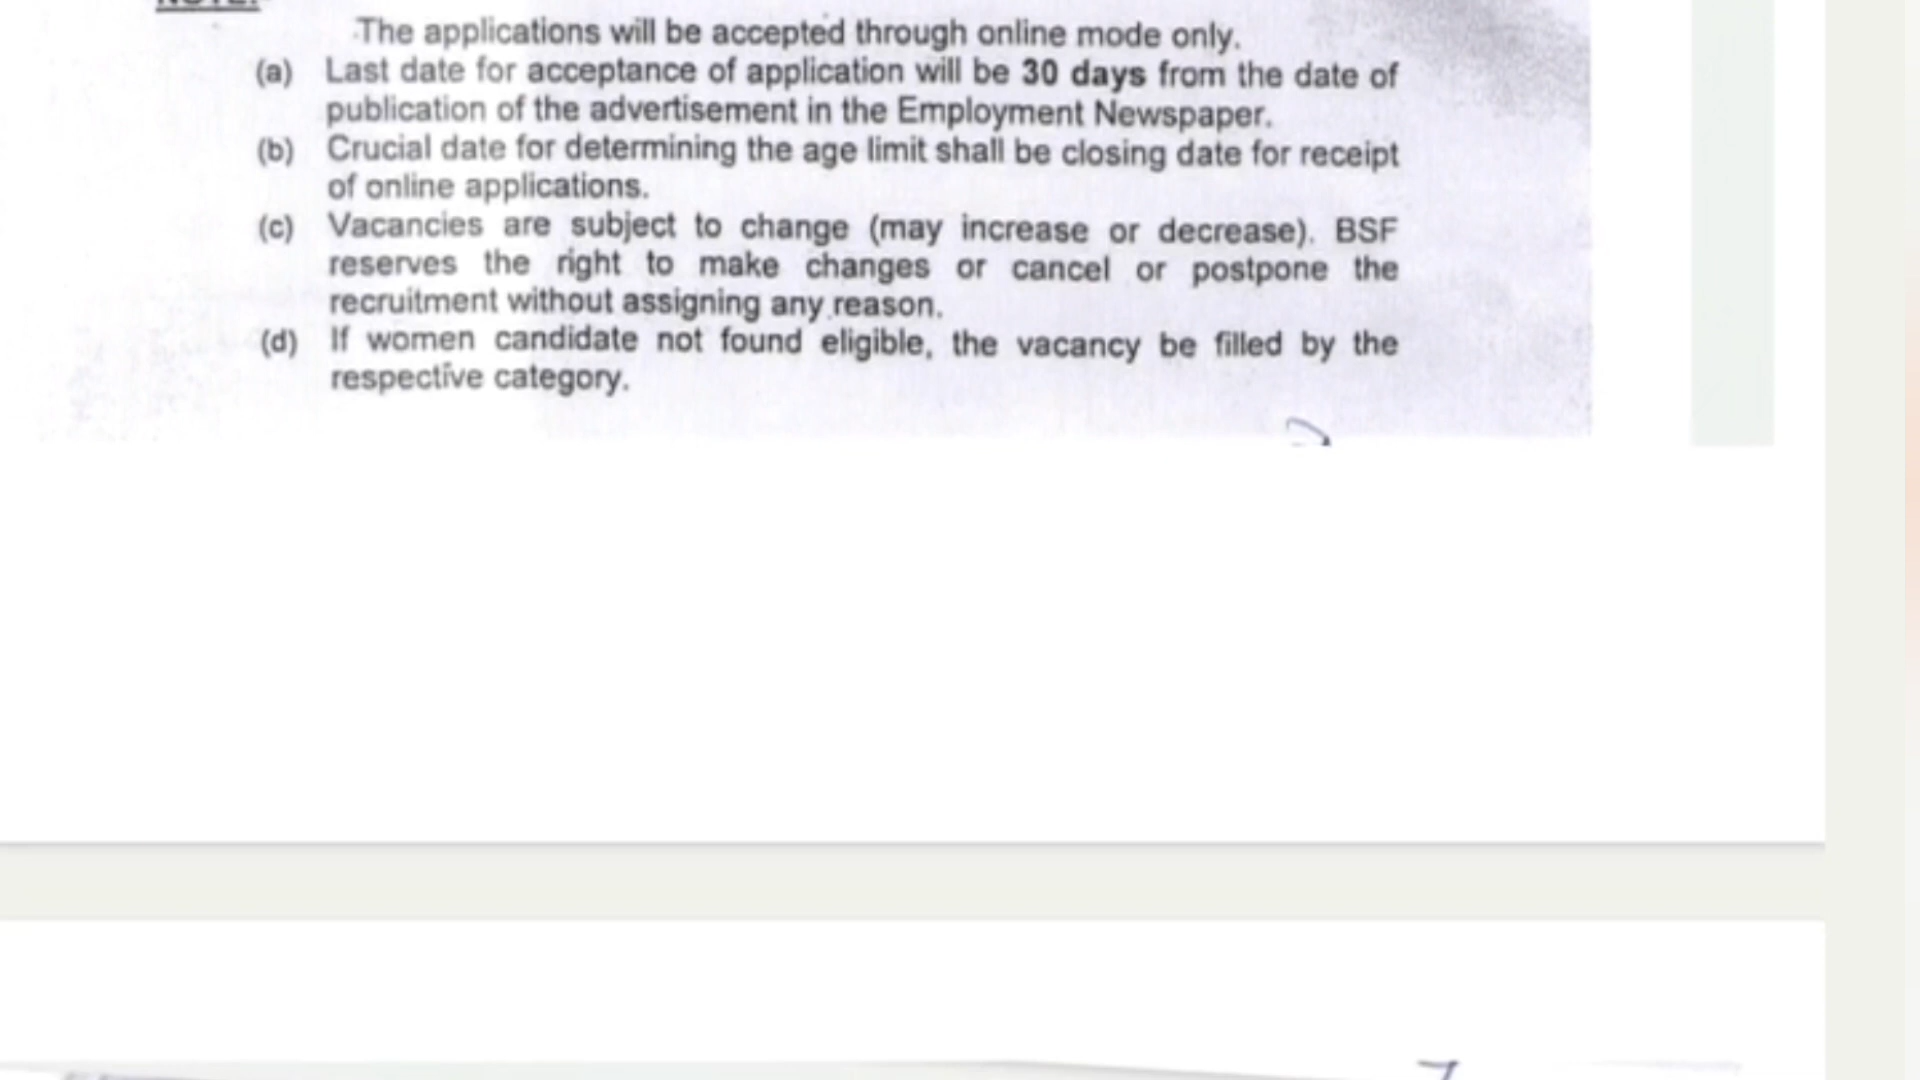 NOTE:
The applications will be accepted through online mode only.
(a) Last date for acceptance of application will be 30 days from the date of
publication of the advertisement in the Employment Newspaper.
(b) Crucial date for determining the age limit shall be closing date for receipt
of online applications.
(c) Vacancies are subject to change (may increase or decrease). BSF
reserves the right to make changes or cancel or postpone the
recruitment without assigning any reason.
(d) If women candidate not found eligible, the vacancy be filled by the
respective category.